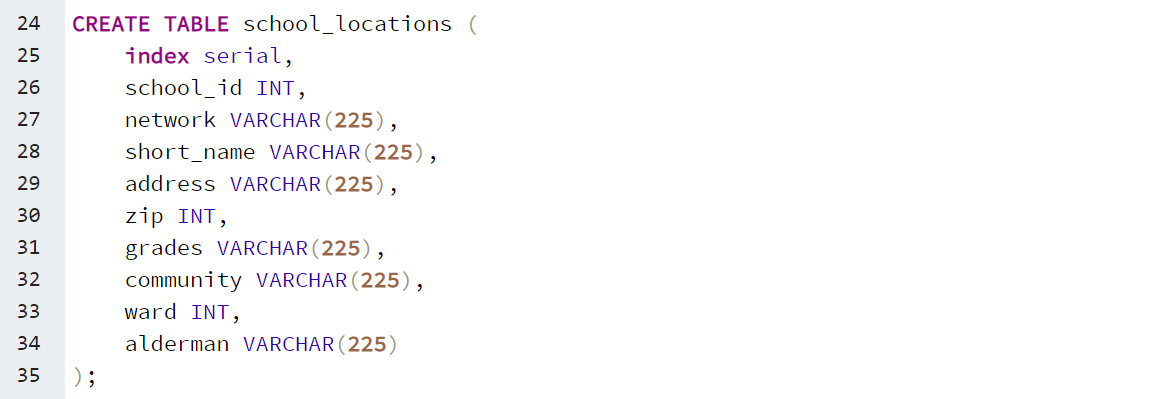 24 CREATE TABLE school_locations (
25     index serial,
26     school_id INT,
27     network VARCHAR(225),
28     short_name VARCHAR(225),
29     address VARCHAR(225),
30     zip INT,
31     grades VARCHAR(225),
32     community VARCHAR(225),
33     ward INT,
34     alderman VARCHAR(225)
35 );